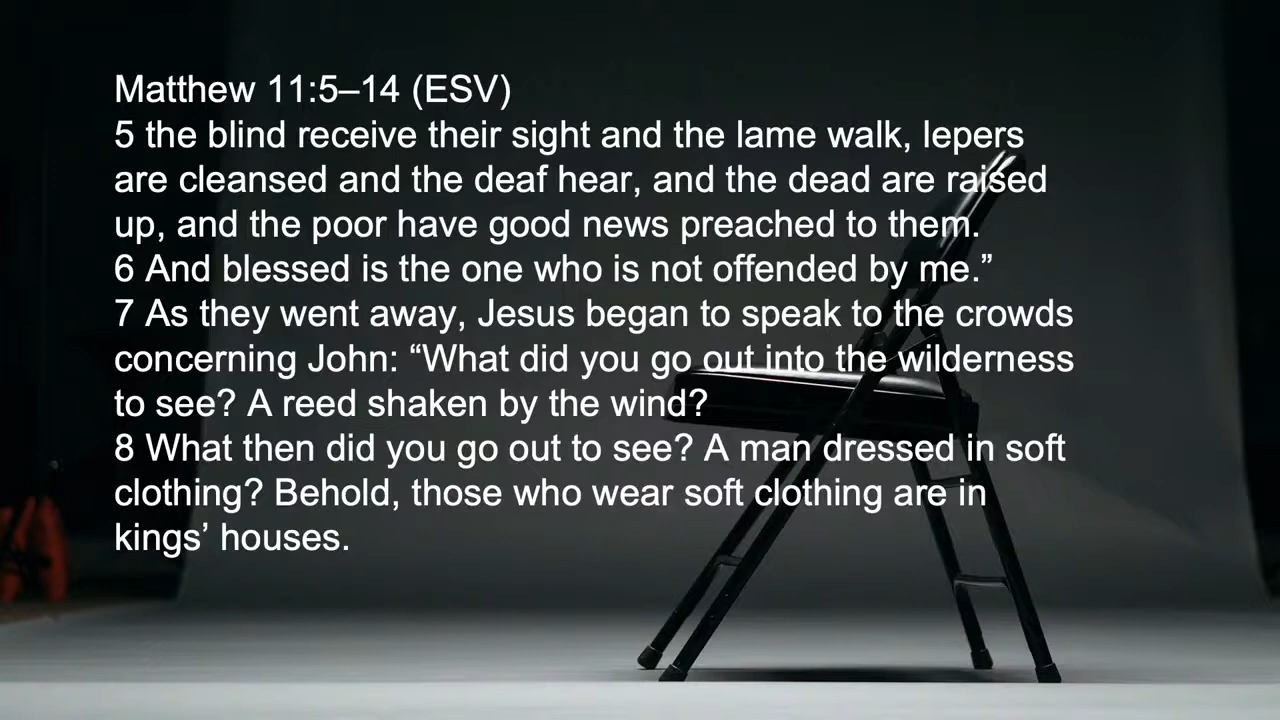 Matthew 11:5–14 (ESV)
5 the blind receive their sight and the lame walk, lepers
are cleansed and the deaf hear, and the dead are raised
up, and the poor have good news preached to them.
6 And blessed is the one who is not offended by me.”
7 As they went away, Jesus began to speak to the crowds
concerning John: “What did you go out into the wilderness
to see? A reed shaken by the wind?
8 What then did you go out to see? A man dressed in soft
clothing? Behold, those who wear soft clothing are in
kings’ houses.